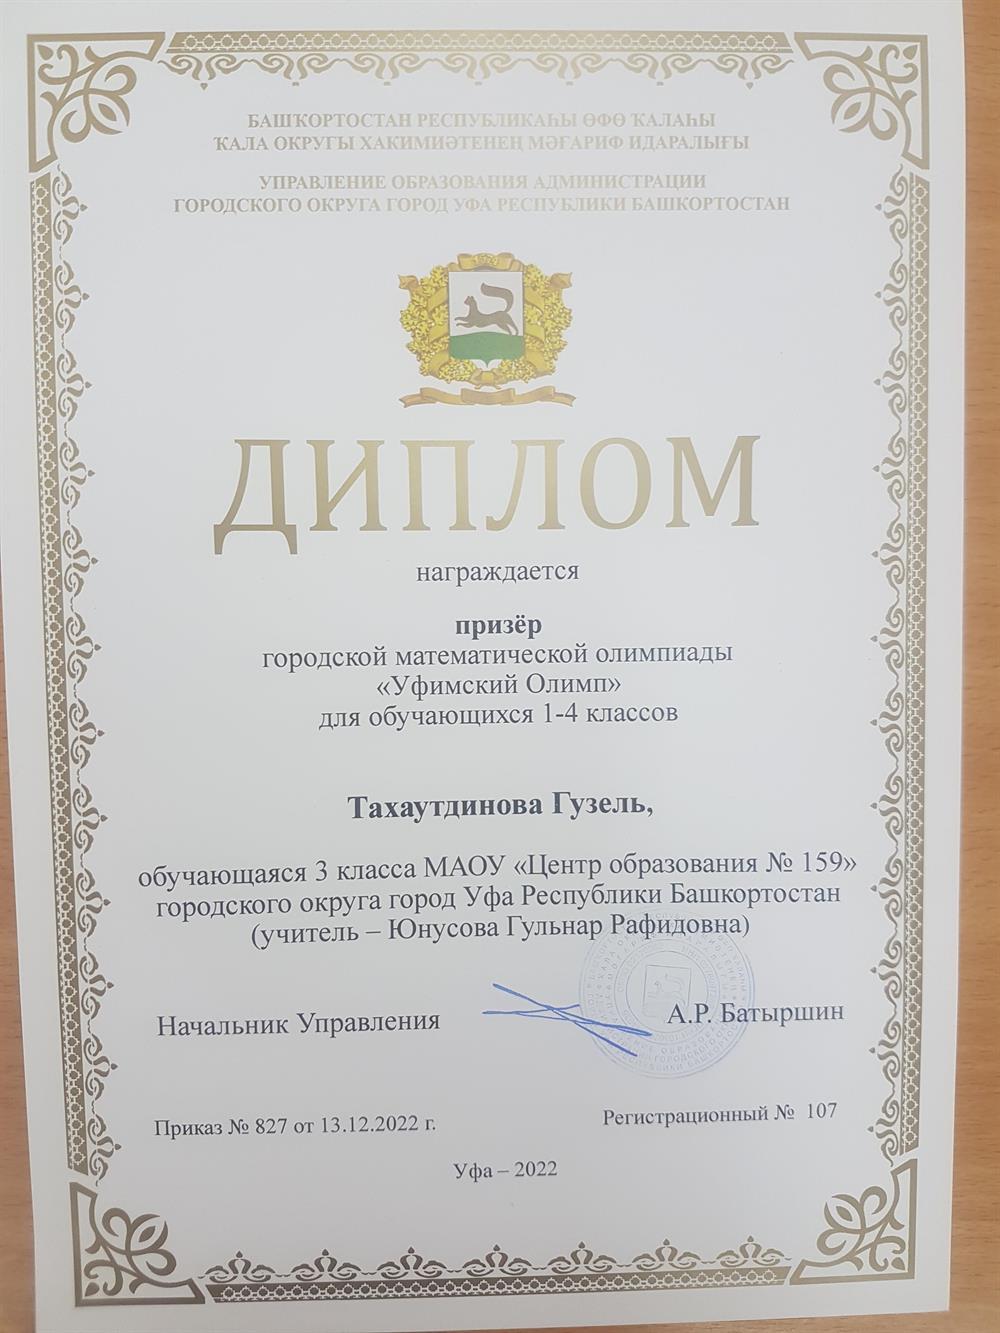 БАШҠОРТОСТАН РЕСПУБЛИКАҺЫ ӨФӨ ҠАЛАҺЫ
ҠАЛА ОКРУГЫ ХАКИМИӘТЕНЕҢ МӘҒАРИФ ИДАРАЛЫҒЫ
УПРАВЛЕНИЕ ОБРАЗОВАНИЯ АДМИНИСТРАЦИИ
ГОРОДСКОГО ОКРУГА ГОРОД УФА РЕСПУБЛИКИ БАШКОРТОСТАН
ДИПЛОМ
награждается
призёр
городской математической олимпиады
«Уфимский Олимп»
для обучающихся 1-4 классов
Тахаутдинова Гузель,
обучающаяся 3 класса МАОУ «Центр образования № 159»
городского округа город Уфа Республики Башкортостан
(учитель – Юнусова Гульнар Рафидовна)
Начальник Управления
А.Р. Батыршин
Приказ № 827 от 13.12.2022 г.
Регистрационный № 107
Уфа – 2022